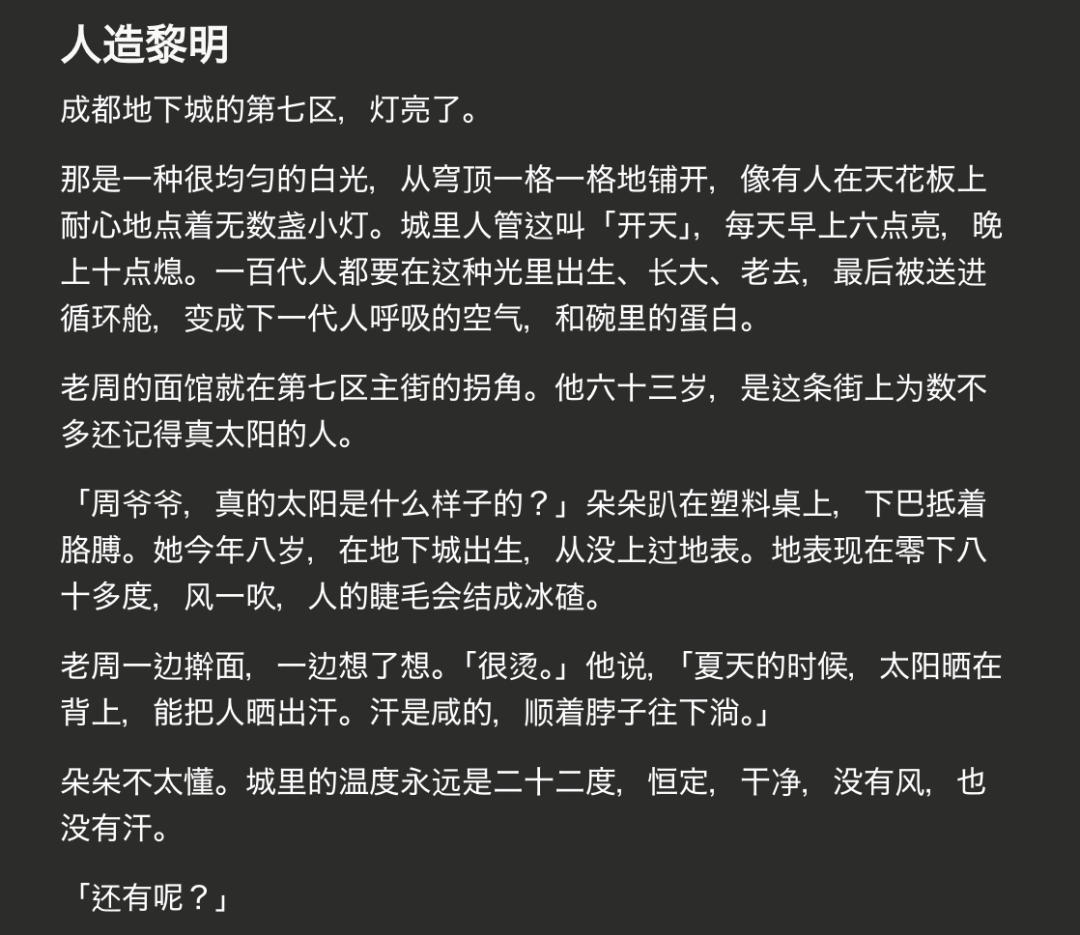 人造黎明
成都地下城的第七区，灯亮了。
那是一种很均匀的白光，从穹顶一格一格地铺开，像有人在天花板上
耐心地点着无数盏小灯。城里人管这叫「开天」，每天早上六点亮，晚
上十点熄。一百代人都要在这种光里出生、长大、老去，最后被送进
循环舱，变成下一代人呼吸的空气，和碗里的蛋白。
老周的面馆就在第七区主街的拐角。他六十三岁，是这条街上为数不
多还记得真太阳的人。
「周爷爷，真的太阳是什么样子的？」朵朵趴在塑料桌上，下巴抵着
胳膊。她今年八岁，在地下城出生，从没上过地表。地表现在零下八
十多度，风一吹，人的睫毛会结成冰碴。
老周一边擀面，一边想了想。「很烫。」他说，「夏天的时候，太阳晒在
背上，能把人晒出汗。汗是咸的，顺着脖子往下淌。」
朵朵不太懂。城里的温度永远是二十二度，恒定，干净，没有风，也
没有汗。
「还有呢？」